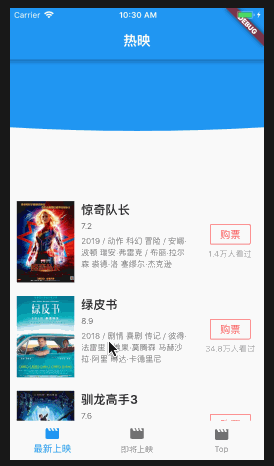 Carrier
10:30 AM
DEBUG
热映
惊奇队长
7.2
2019 / 动作 科幻 冒险 / 安娜·
波顿 瑞安·弗雷克 / 布丽·拉尔
森 裘德·洛 塞缪尔·杰克逊
购票
1.4万人看过
绿皮书
绿皮书
8.9
2018 / 剧情 喜剧 传记 / 彼得·
法雷里 维果·莫腾森 马赫沙
拉·阿里 琳达·卡德里尼
购票
34.8万人看过
驯龙高手3
7.6
最新上映
即将上映
Top